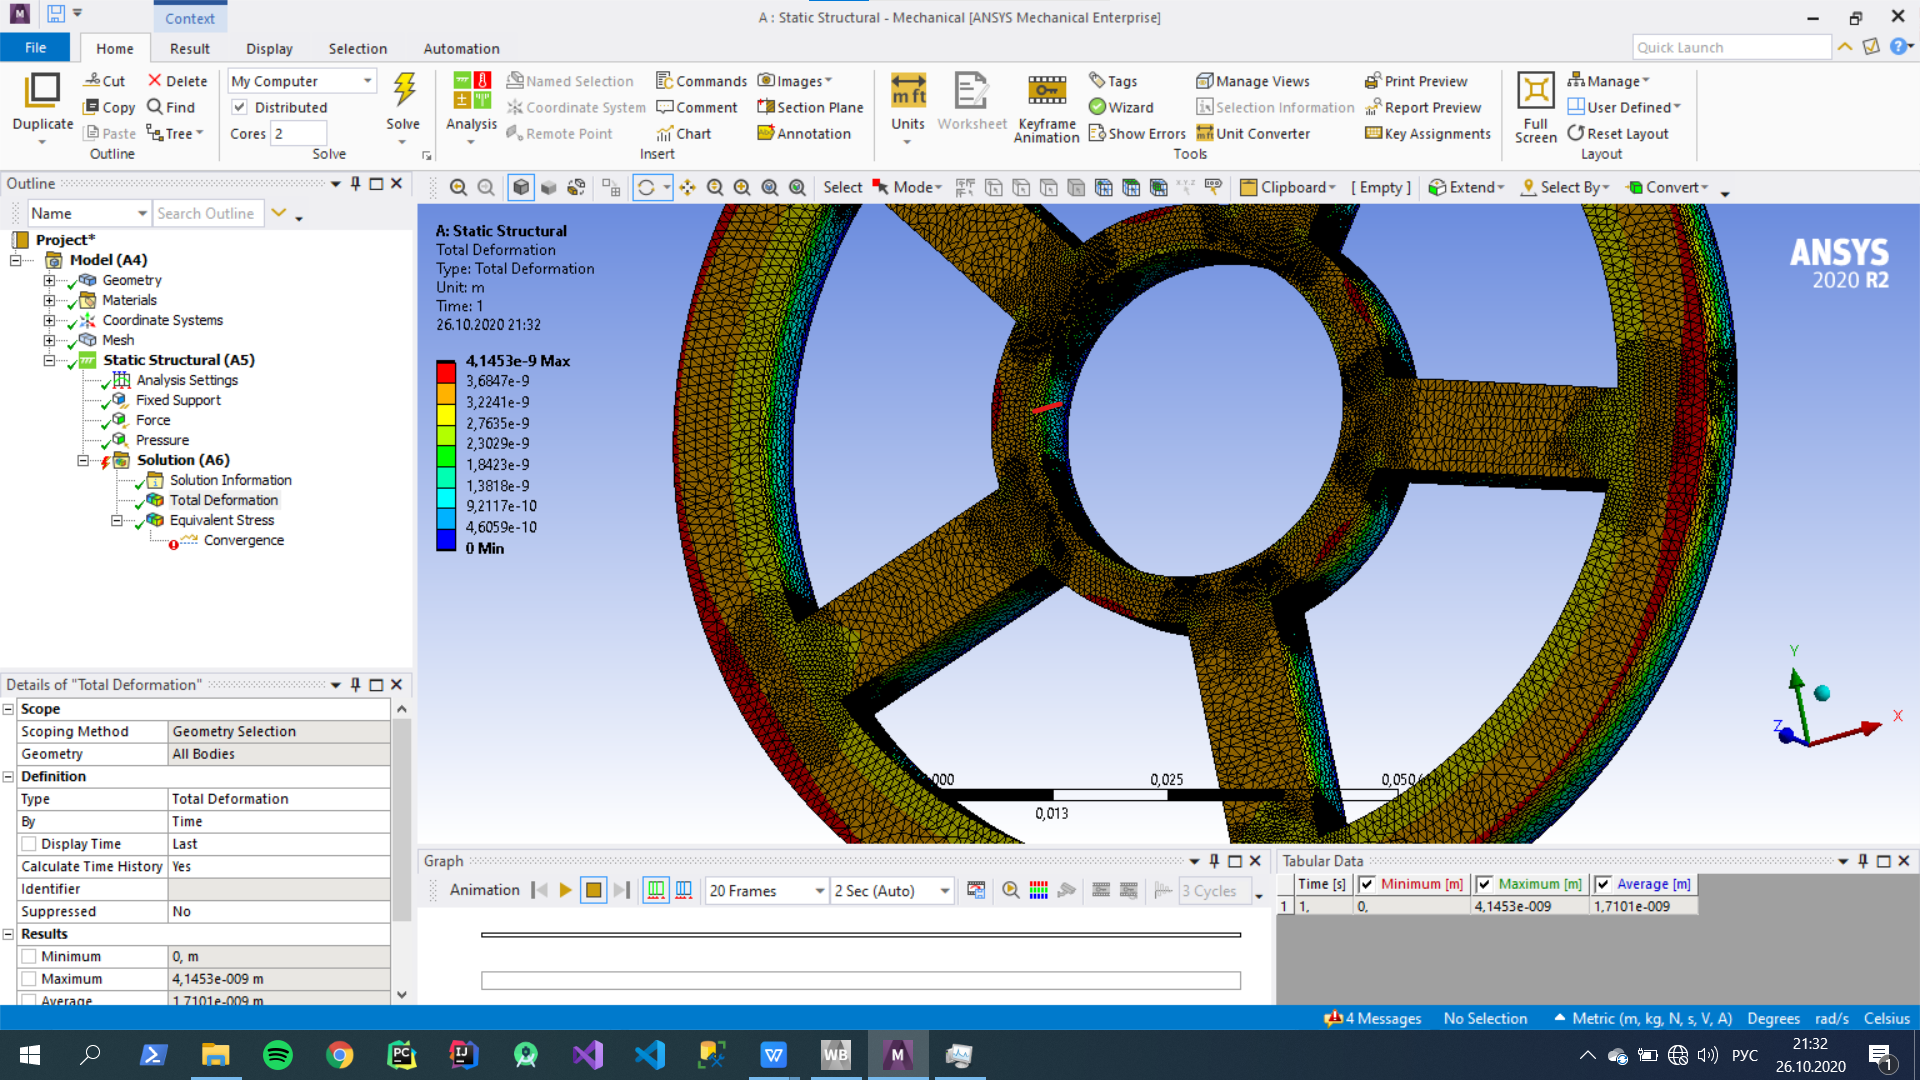 Context
A : Static Structural - Mechanical [ANSYS Mechanical Enterprise]
File Home Result Display Selection Automation
Quick Launch
Duplicate
Cut
Copy
Paste
Delete
Find
Tree
Outline
My Computer
Distributed
Cores 2
Solve
Solve
Analysis
Named Selection
Coordinate System
Remote Point
Commands
Comment
Chart
Images
Section Plane
Annotation
Insert
Units
Worksheet
Keyframe
Animation
Tags
Wizard
Show Errors
Manage Views
Selection Information
Unit Converter
Print Preview
Report Preview
Key Assignments
Tools
Full
Screen
Manage
User Defined
Reset Layout
Layout
Outline
Name Search Outline
Select Mode Clipboard [ Empty ] Extend Select By Convert
Project*
Model (A4)
Geometry
Materials
Coordinate Systems
Mesh
Static Structural (A5)
Analysis Settings
Fixed Support
Force
Pressure
Solution (A6)
Solution Information
Total Deformation
Equivalent Stress
Convergence
A: Static Structural
Total Deformation
Type: Total Deformation
Unit: m
Time: 1
26.10.2020 21:32
4,1453e-9 Max
3,6847e-9
3,2241e-9
2,7635e-9
2,3029e-9
1,8423e-9
1,3818e-9
9,2117e-10
4,6059e-10
0 Min
ANSYS
2020 R2
0,025
0,013
Y
X
Z
Details of "Total Deformation"
Scope
Scoping Method Geometry Selection
Geometry All Bodies
Definition
Type Total Deformation
By Time
Display Time Last
Calculate Time History Yes
Identifier
Suppressed No
Results
Minimum 0, m
Maximum 4,1453e-009 m
Average 1,7101e-009 m
Graph
Animation 20 Frames 2 Sec (Auto) 3 Cycles
Tabular Data
Time [s] Minimum [m] Maximum [m] Average [m]
1 1, 0, 4,1453e-009 1,7101e-009
4 Messages No Selection Metric (m, kg, N, s, V, A) Degrees rad/s Celsius
РУС
21:32
26.10.2020
1